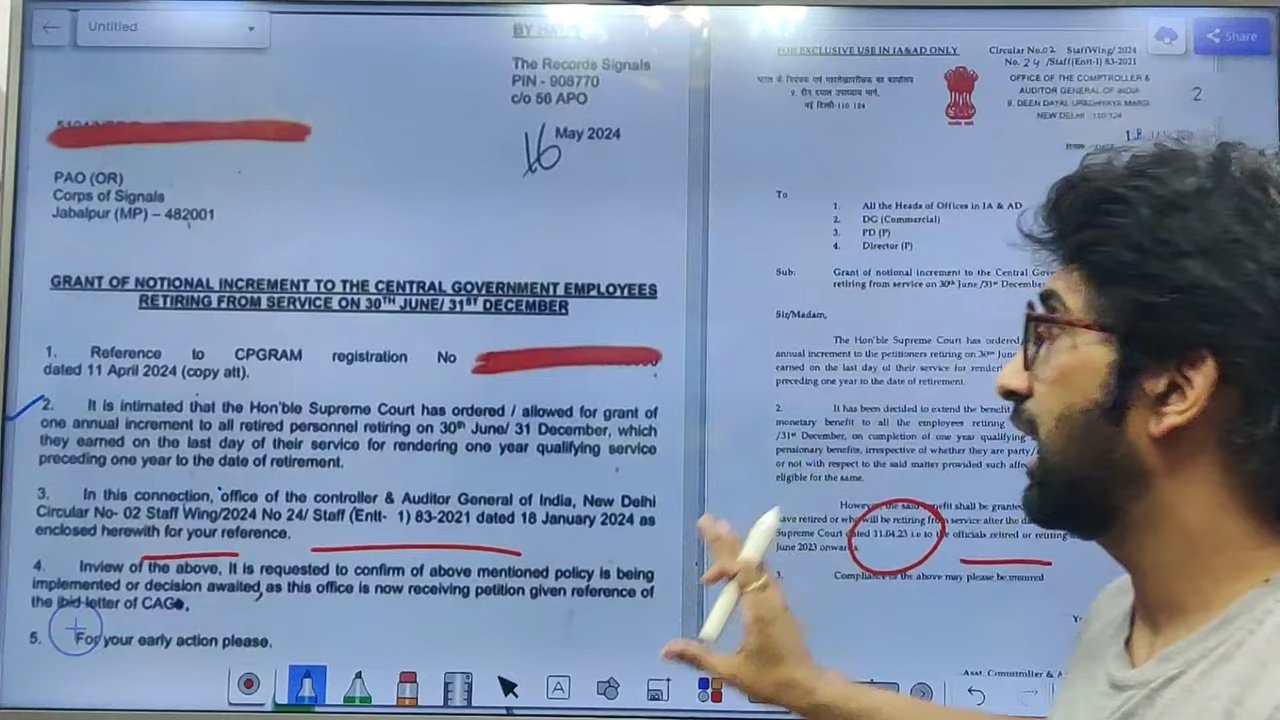 Untitled
Share
BY HAND
The Records Signals
PIN - 908770
c/o 56 APO
16 May 2024
PAO (OR)
Corps of Signals
Jabalpur (MP) – 482001
GRANT OF NOTIONAL INCREMENT TO THE CENTRAL GOVERNMENT EMPLOYEES
RETIRING FROM SERVICE ON 30TH JUNE/ 31ST DECEMBER
1. Reference to CPGRAM registration No
dated 11 April 2024 (copy att).
2. It is intimated that the Hon'ble Supreme Court has ordered / allowed for grant of
one annual increment to all retired personnel retiring on 30th June/ 31 December, which
they earned on the last day of their service for rendering one year qualifying service
preceding one year to the date of retirement.
3. In this connection, office of the controller & Auditor General of India, New Delhi
Circular No- 02 Staff Wing/2024 No 24/ Staff (Entt- 1) 83-2021 dated 18 January 2024 as
enclosed herewith for your reference.
4. Inview of the above, It is requested to confirm of above mentioned policy is being
implemented or decision awaited, as this office is now receiving petition given reference of
the ibid letter of CAG
5. For your early action please.
FOR EXCLUSIVE USE IN IA&AD ONLY
Circular No.02 StaffWing/2024
No. 24 /Staff(Entt-I) 83-2021
भारत के नियंत्रक एवं महालेखापरीक्षक का कार्यालय
9, दीन दयाल उपाध्याय मार्ग,
नई दिल्ली-110 124
OFFICE OF THE COMPTROLLER &
AUDITOR GENERAL OF INDIA
9, DEEN DAYAL UPADHYAYA MARG
NEW DELHI 110 124
2
To
1. All the Heads of Offices in IA & AD
2. DG (Commercial)
3. PD (P)
4. Director (P)
Sub: Grant of notional increment to the Central
retiring from service on 30th June /31st December
Sir/Madam,
The Hon'ble Supreme Court has ordered
annual increment to the petitioners retiring on 30th
earned on the last day of their service for
preceding one year to the date of retirement.
2. It has been decided to extend the benefit
monetary benefit to all the employees retiring
/31st December, on completion of one year qualifying
pensionary benefits, irrespective of whether they are party/
or not with respect to the said matter provided such
eligible for the same.
However, the said benefit shall be granted
have retired or who will be retiring from service after the
Supreme Court dated 11.04.23 i.e to the officials retired or retiring
June 2023 onwards
3. Compliance of the above may please be ensured
Asst. Comptroller &